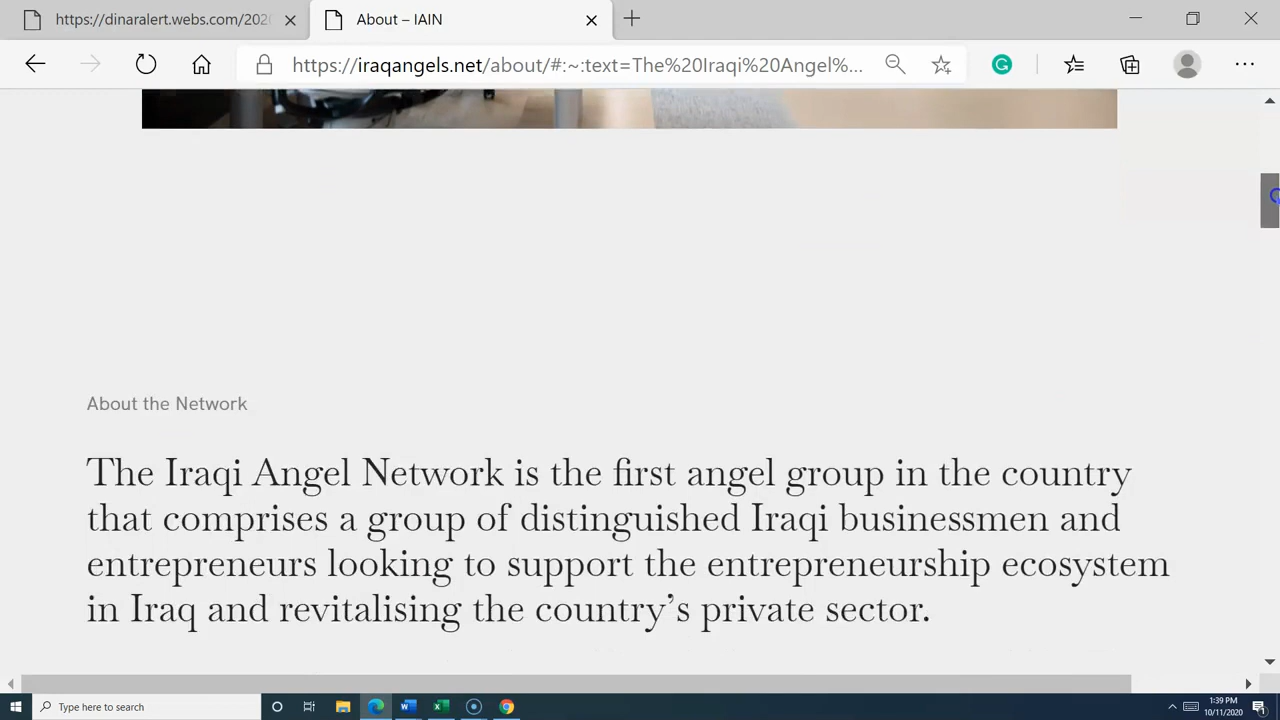 https://dinaralert.webs.com/202
About – IAIN
https://iraqangels.net/about/#:~:text=The%20Iraqi%20Angel%...
About the Network
The Iraqi Angel Network is the first angel group in the country
that comprises a group of distinguished Iraqi businessmen and
entrepreneurs looking to support the entrepreneurship ecosystem
in Iraq and revitalising the country’s private sector.
Type here to search
1:39 PM
10/11/2020